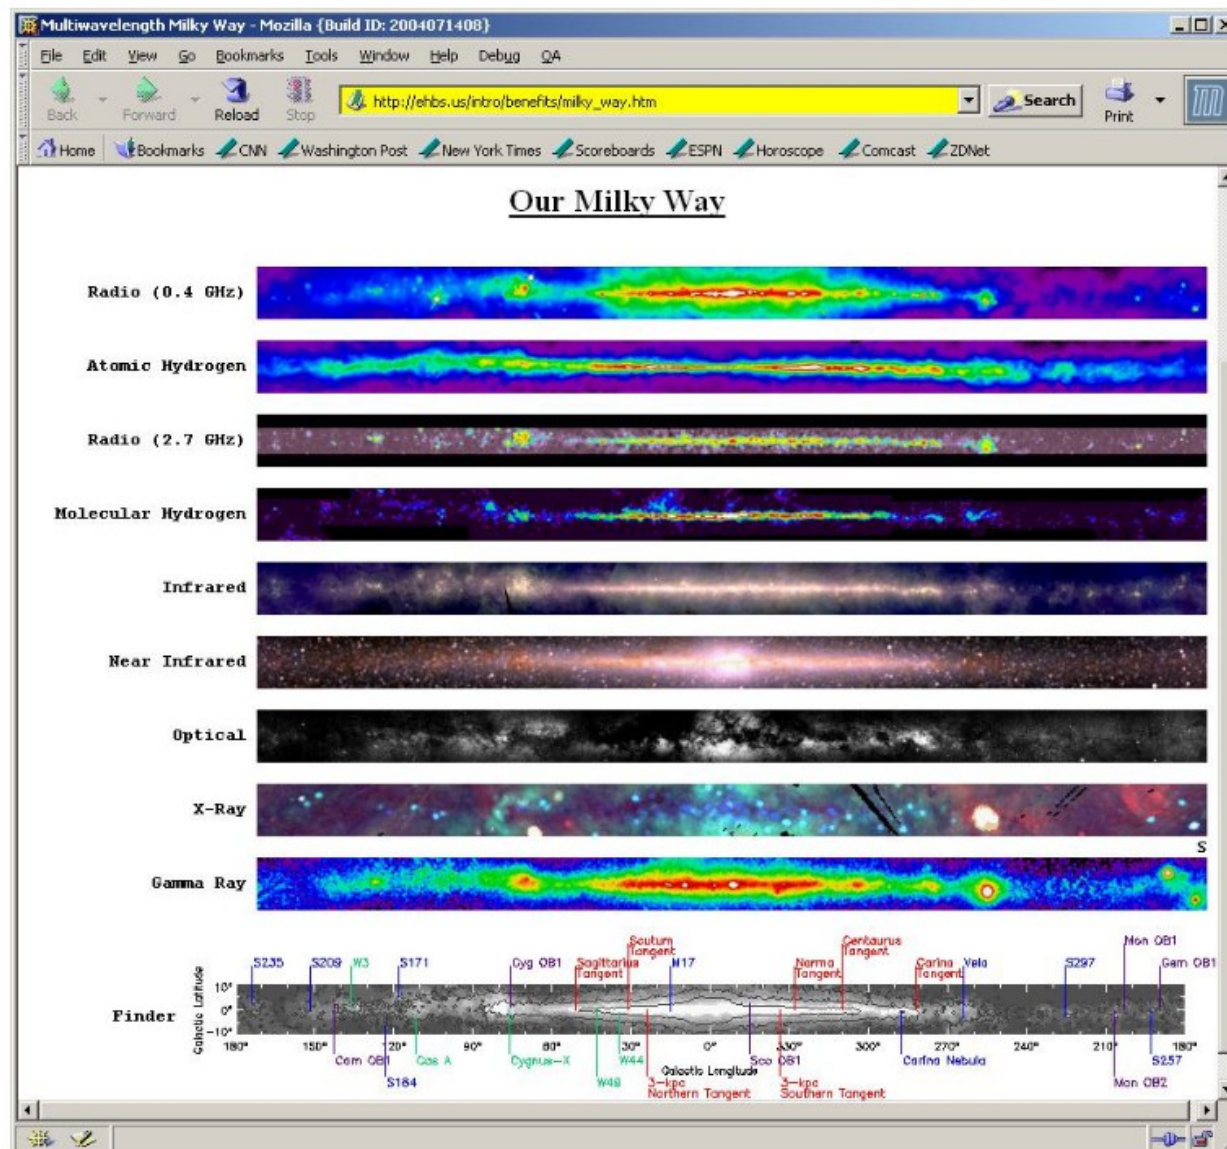 Multiwavelength Milky Way - Mozilla {Build ID: 2004071408}
File Edit View Go Bookmarks Tools Window Help Debug QA
Back Forward Reload Stop http://ehbs.us/intro/benefits/milky_way.htm Search Print
Home Bookmarks CNN Washington Post New York Times Scoreboards ESPN Horoscope Comcast ZDNet
Our Milky Way
Radio (0.4 GHz)
Atomic Hydrogen
Radio (2.7 GHz)
Molecular Hydrogen
Infrared
Near Infrared
Optical
X-Ray
S
Gamma Ray
Scutum Tangent
Centaurus Tangent
Mon OB1
S235 S209 W3 S171 Cyg OB1 Sagittarius Tangent M17 Norma Tangent Carina Tangent Vela S297 Gem OB1
Galactic Latitude
10°
Finder 0°
-10°
180° 150° 120° 90° 60° 30° 0° 330° 300° 270° 240° 210° 180°
Cam OB1 Cas A Cygnus-X W44 Sco OB1 Carina Nebula S257
Galactic Longitude
S184 W49 3-kpc Northern Tangent 3-kpc Southern Tangent Mon OB2